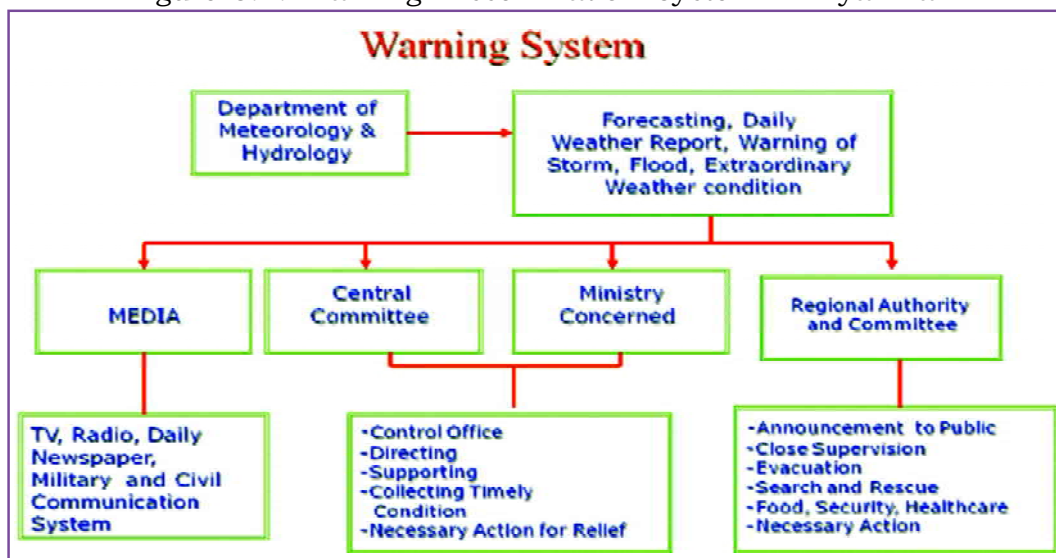 Warning System
Department of
Meteorology &
Hydrology
Forecasting, Daily
Weather Report, Warning of
Storm, Flood, Extraordinary
Weather condition
MEDIA
Central
Committee
Ministry
Concerned
Regional Authority
and Committee
TV, Radio, Daily
Newspaper,
Military and Civil
Communication
System
-Control Office
-Directing
-Supporting
-Collecting Timely
Condition
-Necessary Action for Relief
-Announcement to Public
-Close Supervision
-Evacuation
-Search and Rescue
-Food, Security, Healthcare
-Necessary Action